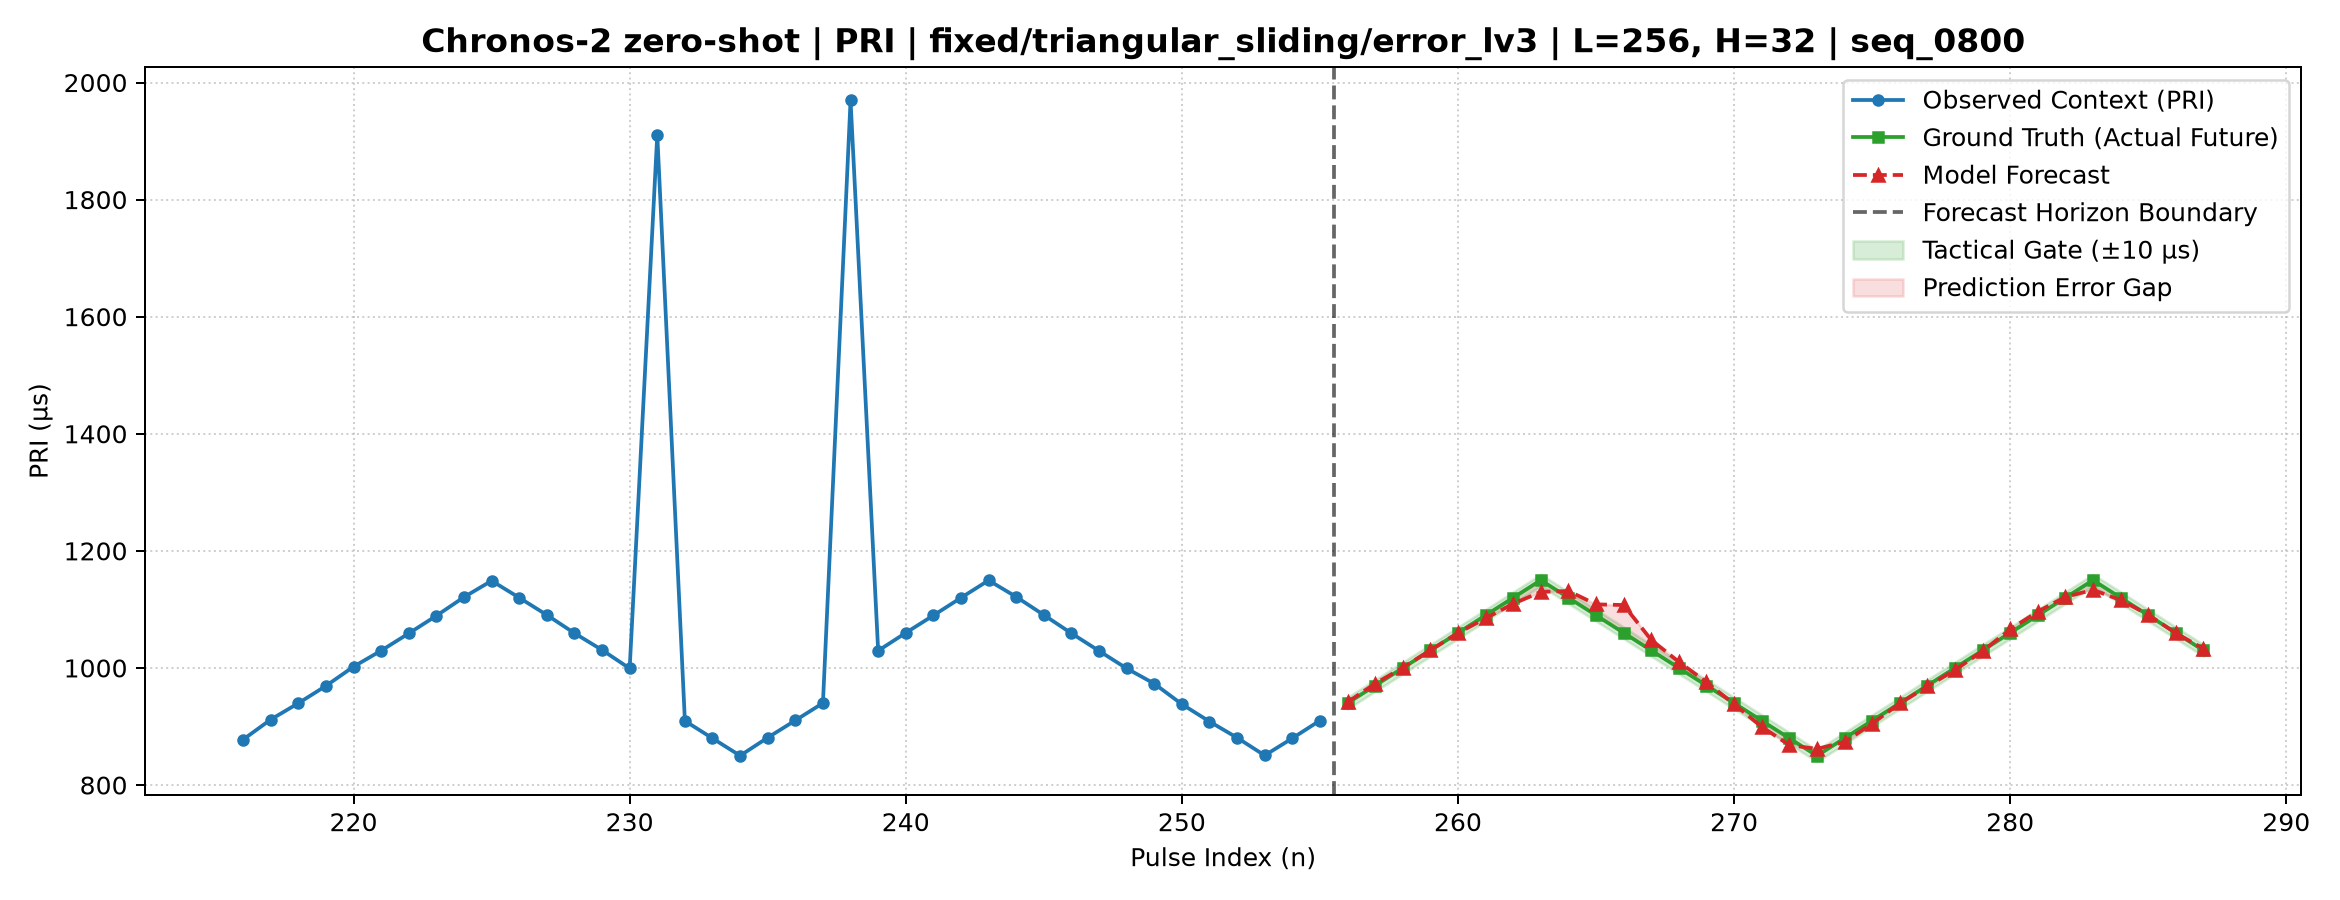 Chronos-2 zero-shot | PRI | fixed/triangular_sliding/error_lv3 | L=256, H=32 | seq_0800
2000
1800
1600
1400
1200
1000
800
PRI (µs)
220
230
240
250
260
270
280
290
Pulse Index (n)
Observed Context (PRI)
Ground Truth (Actual Future)
Model Forecast
Forecast Horizon Boundary
Tactical Gate (±10 µs)
Prediction Error Gap